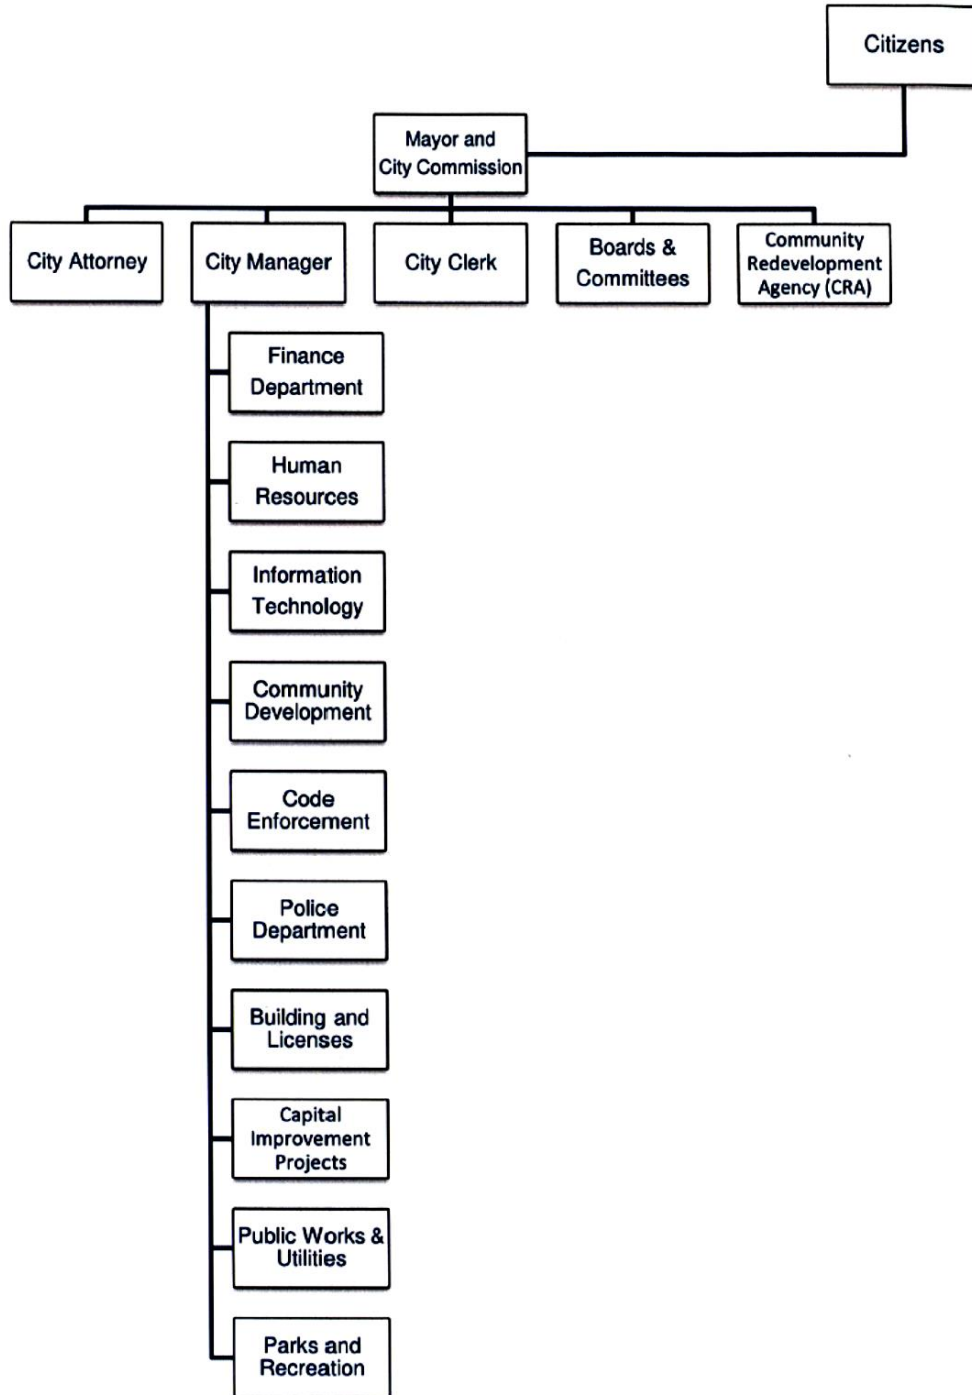 Citizens
Mayor and
City Commission
City Attorney
City Manager
City Clerk
Boards &
Committees
Community
Redevelopment
Agency (CRA)
Finance
Department
Human
Resources
Information
Technology
Community
Development
Code
Enforcement
Police
Department
Building and
Licenses
Capital
Improvement
Projects
Public Works &
Utilities
Parks and
Recreation